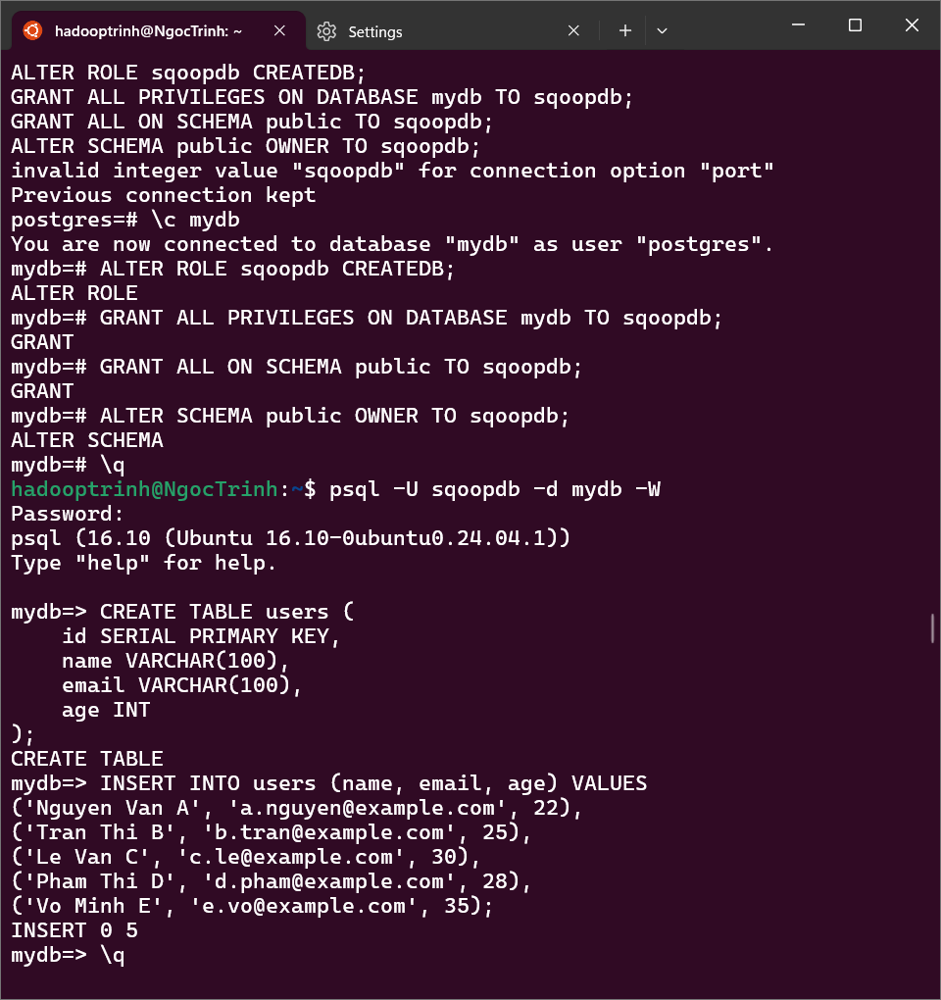 hadooptrinh@NgocTrinh: ~
Settings
ALTER ROLE sqoopdb CREATEDB;
GRANT ALL PRIVILEGES ON DATABASE mydb TO sqoopdb;
GRANT ALL ON SCHEMA public TO sqoopdb;
ALTER SCHEMA public OWNER TO sqoopdb;
invalid integer value "sqoopdb" for connection option "port"
Previous connection kept
postgres=# \c mydb
You are now connected to database "mydb" as user "postgres".
mydb=# ALTER ROLE sqoopdb CREATEDB;
ALTER ROLE
mydb=# GRANT ALL PRIVILEGES ON DATABASE mydb TO sqoopdb;
GRANT
mydb=# GRANT ALL ON SCHEMA public TO sqoopdb;
GRANT
mydb=# ALTER SCHEMA public OWNER TO sqoopdb;
ALTER SCHEMA
mydb=# \q
hadooptrinh@NgocTrinh:~$ psql -U sqoopdb -d mydb -W
Password:
psql (16.10 (Ubuntu 16.10-0ubuntu0.24.04.1))
Type "help" for help.

mydb=> CREATE TABLE users (
    id SERIAL PRIMARY KEY,
    name VARCHAR(100),
    email VARCHAR(100),
    age INT
);
CREATE TABLE
mydb=> INSERT INTO users (name, email, age) VALUES
('Nguyen Van A', 'a.nguyen@example.com', 22),
('Tran Thi B', 'b.tran@example.com', 25),
('Le Van C', 'c.le@example.com', 30),
('Pham Thi D', 'd.pham@example.com', 28),
('Vo Minh E', 'e.vo@example.com', 35);
INSERT 0 5
mydb=> \q